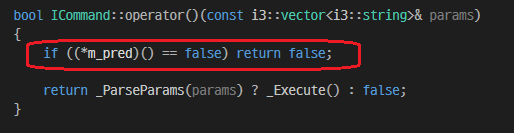 bool ICommand::operator()(const i3::vector<i3::string>& params)
{
if ((*m_pred)() == false) return false;
return _ParseParams(params) ? _Execute() : false;
}